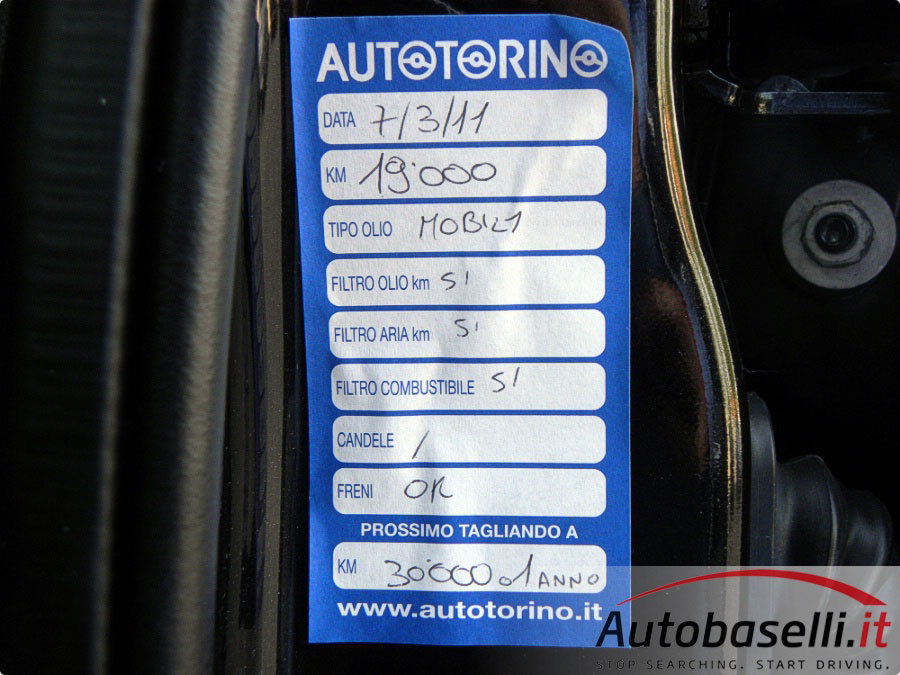 AUTOTORINO
DATA 7/3/11
KM 19'000
TIPO OLIO MOBIL1
FILTRO OLIO km SI
FILTRO ARIA km SI
FILTRO COMBUSTIBILE SI
CANDELE /
FRENI OK
PROSSIMO TAGLIANDO A
KM 30'000 o 1 ANNO
www.autotorino.it
Autobaselli.it
STOP SEARCHING. START DRIVING.